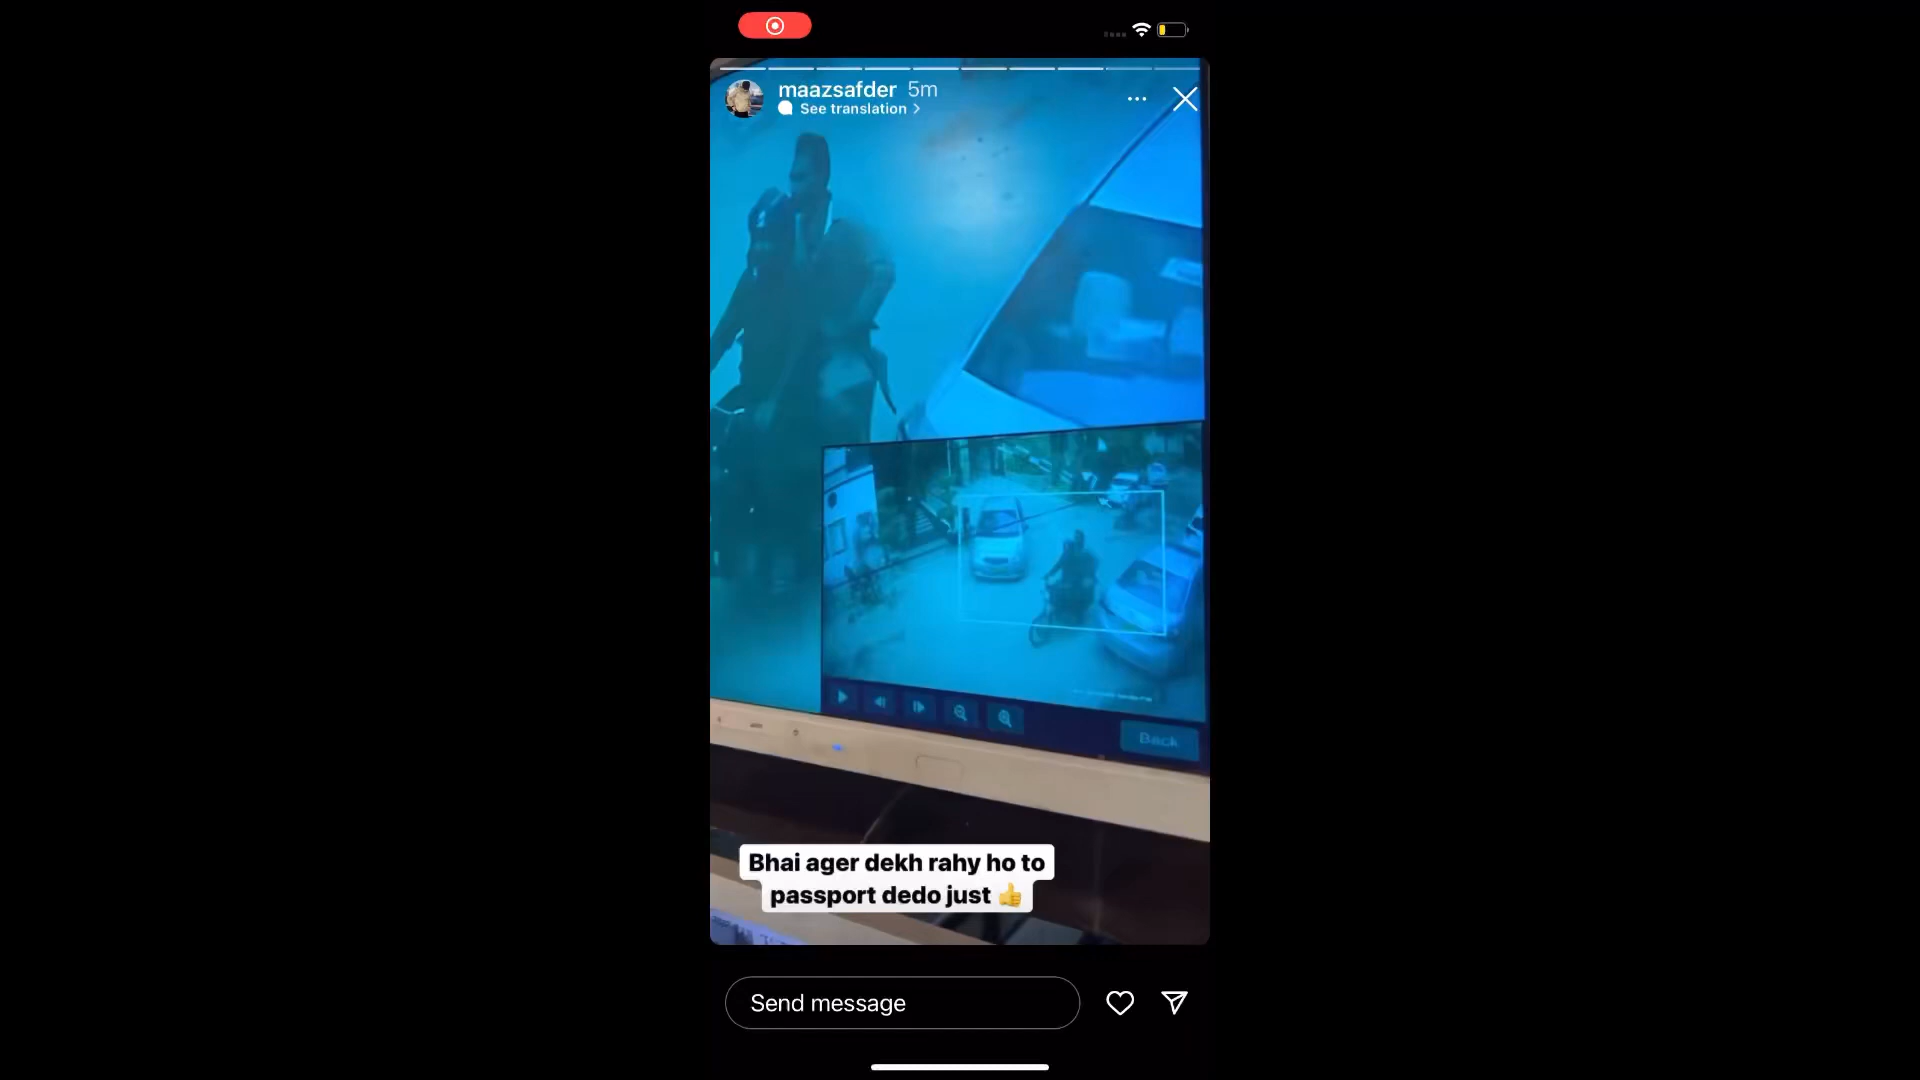 maazsafder 5m
See translation >
Back
Bhai ager dekh rahy ho to
passport dedo just 👍
Send message